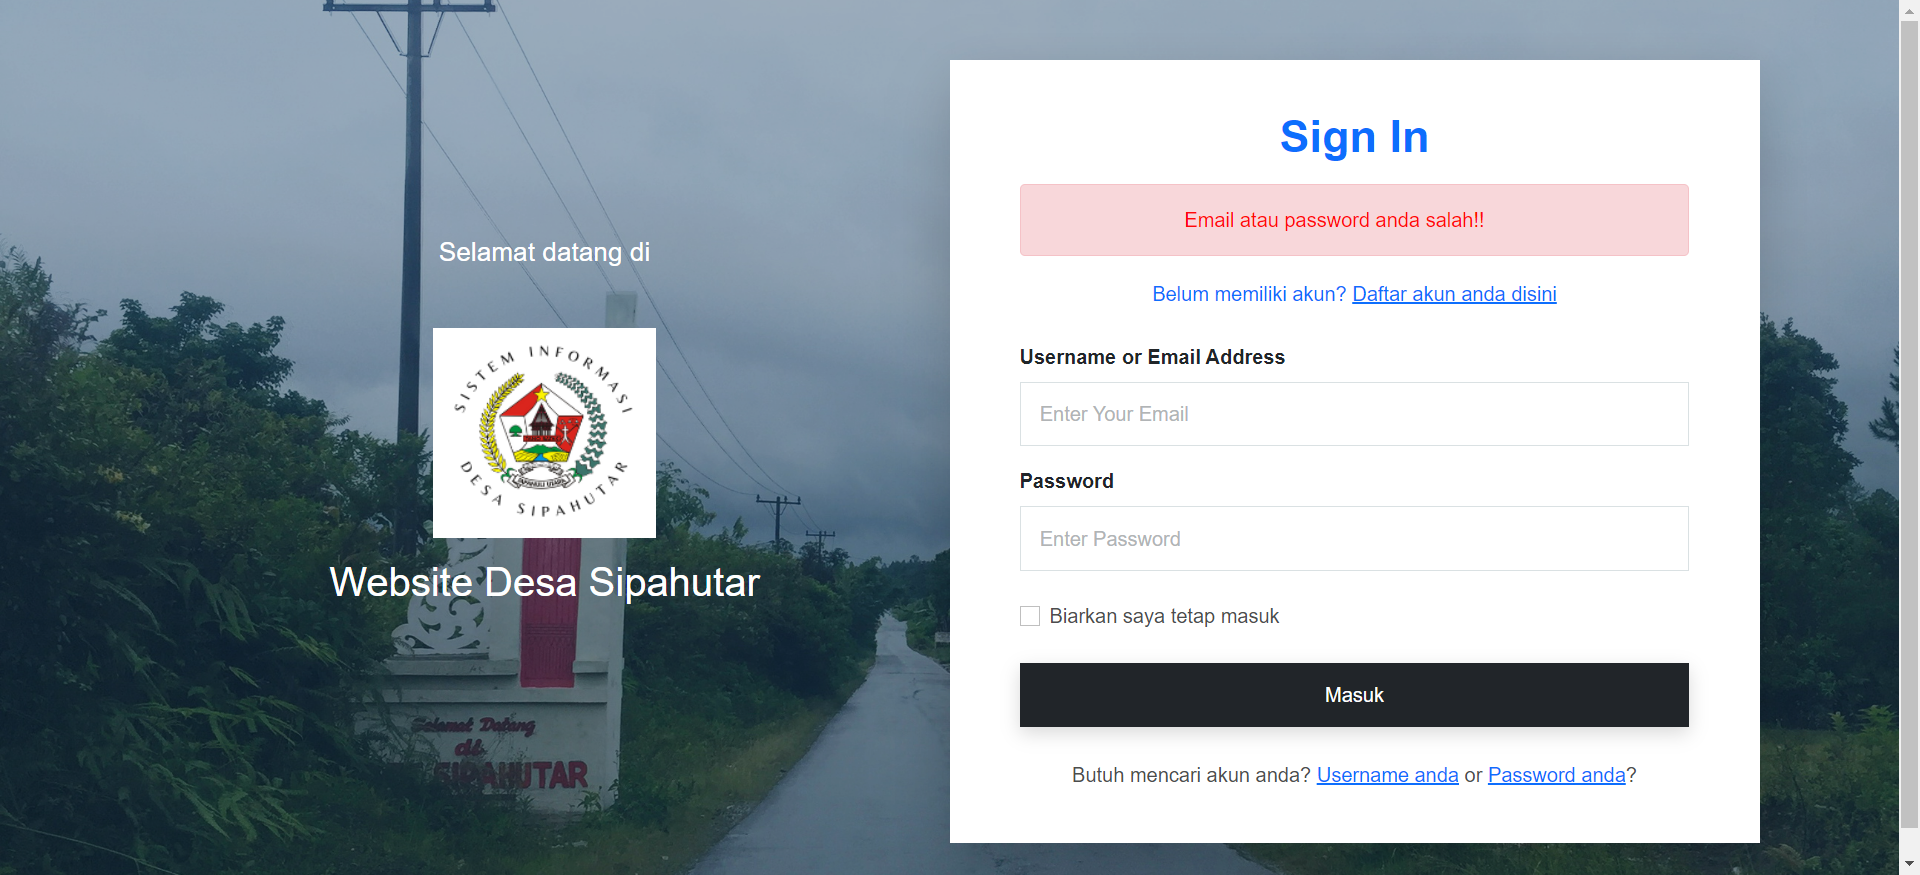 Selamat datang di
SISTEM INFORMASI
DESA SIPAHUTAR
Website Desa Sipahutar
Selamat Datang
di
SIPAHUTAR
Sign In
Email atau password anda salah!!
Belum memiliki akun? Daftar akun anda disini
Username or Email Address
Enter Your Email
Password
Enter Password
Biarkan saya tetap masuk
Masuk
Butuh mencari akun anda? Username anda or Password anda?